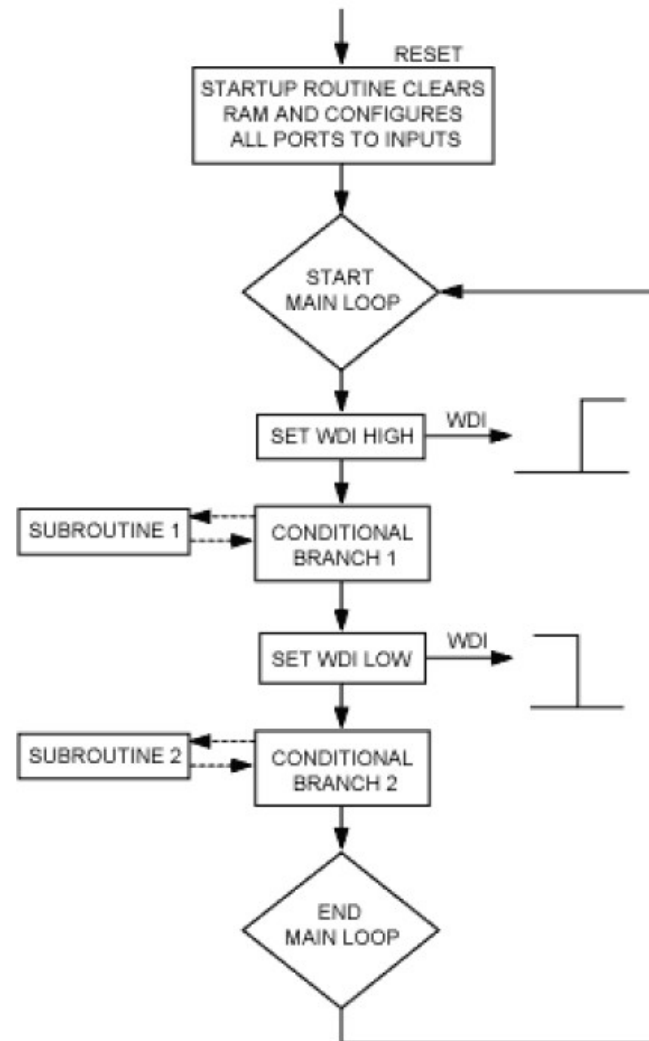 RESET
STARTUP ROUTINE CLEARS
RAM AND CONFIGURES
ALL PORTS TO INPUTS
START
MAIN LOOP
SET WDI HIGH
WDI
SUBROUTINE 1
CONDITIONAL
BRANCH 1
SET WDI LOW
WDI
SUBROUTINE 2
CONDITIONAL
BRANCH 2
END
MAIN LOOP